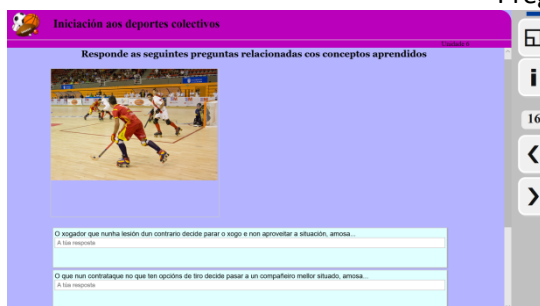 Preg
Iniciación aos deportes colectivos
Unidade 6
Responde as seguintes preguntas relacionadas cos conceptos aprendidos
16
O xogador que nunha lesión dun contrario decide parar o xogo e non aproveitar a situación, amosa...
A túa resposta
O que nun contrataque no que ten opcións de tiro decide pasar a un compañeiro mellor situado, amosa...
A túa resposta